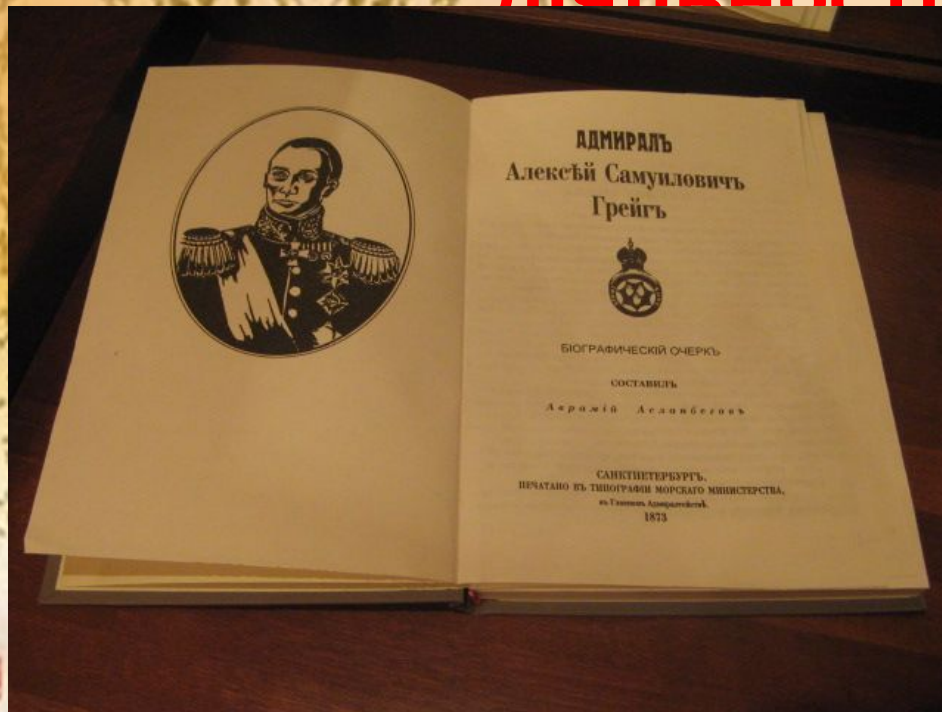 АДМИРАЛЪ
Алексѣй Самуиловичъ
Грейгъ
БІОГРАФИЧЕСКІЙ ОЧЕРКЪ
СОСТАВИЛЪ
Аврамій Асланбеговъ
САНКТПЕТЕРБУРГЪ.
ПЕЧАТАНО ВЪ ТИПОГРАФІИ МОРСКАГО МИНИСТЕРСТВА,
въ Главномъ Адмиралтействѣ.
1873